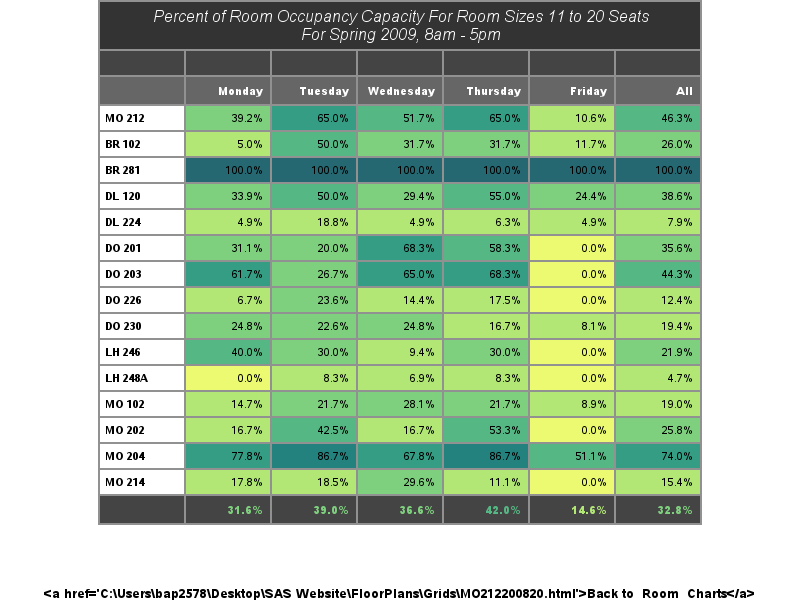 Percent of Room Occupancy Capacity For Room Sizes 11 to 20 Seats
For Spring 2009, 8am - 5pm
Monday Tuesday Wednesday Thursday Friday All
MO 212 39.2% 65.0% 51.7% 65.0% 10.6% 46.3%
BR 102 5.0% 50.0% 31.7% 31.7% 11.7% 26.0%
BR 281 100.0% 100.0% 100.0% 100.0% 100.0% 100.0%
DL 120 33.9% 50.0% 29.4% 55.0% 24.4% 38.6%
DL 224 4.9% 18.8% 4.9% 6.3% 4.9% 7.9%
DO 201 31.1% 20.0% 68.3% 58.3% 0.0% 35.6%
DO 203 61.7% 26.7% 65.0% 68.3% 0.0% 44.3%
DO 226 6.7% 23.6% 14.4% 17.5% 0.0% 12.4%
DO 230 24.8% 22.6% 24.8% 16.7% 8.1% 19.4%
LH 246 40.0% 30.0% 9.4% 30.0% 0.0% 21.9%
LH 248A 0.0% 8.3% 6.9% 8.3% 0.0% 4.7%
MO 102 14.7% 21.7% 28.1% 21.7% 8.9% 19.0%
MO 202 16.7% 42.5% 16.7% 53.3% 0.0% 25.8%
MO 204 77.8% 86.7% 67.8% 86.7% 51.1% 74.0%
MO 214 17.8% 18.5% 29.6% 11.1% 0.0% 15.4%
31.6% 39.0% 36.6% 42.0% 14.6% 32.8%
<a href='C:\Users\bap2578\Desktop\SAS Website\FloorPlans\Grids\MO212200820.html'>Back to Room Charts</a>